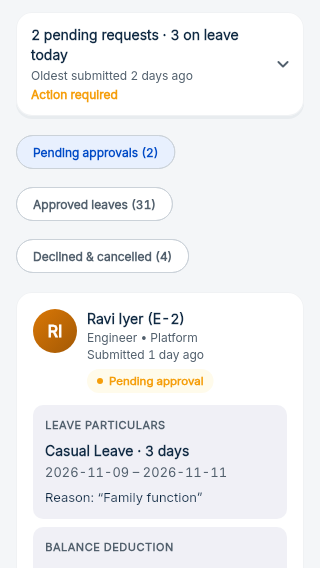 2 pending requests · 3 on leave
today
Oldest submitted 2 days ago
Action required
Pending approvals (2)
Approved leaves (31)
Declined & cancelled (4)
RI
Ravi Iyer (E-2)
Engineer • Platform
Submitted 1 day ago
Pending approval
LEAVE PARTICULARS
Casual Leave · 3 days
2026-11-09 – 2026-11-11
Reason: “Family function”
BALANCE DEDUCTION